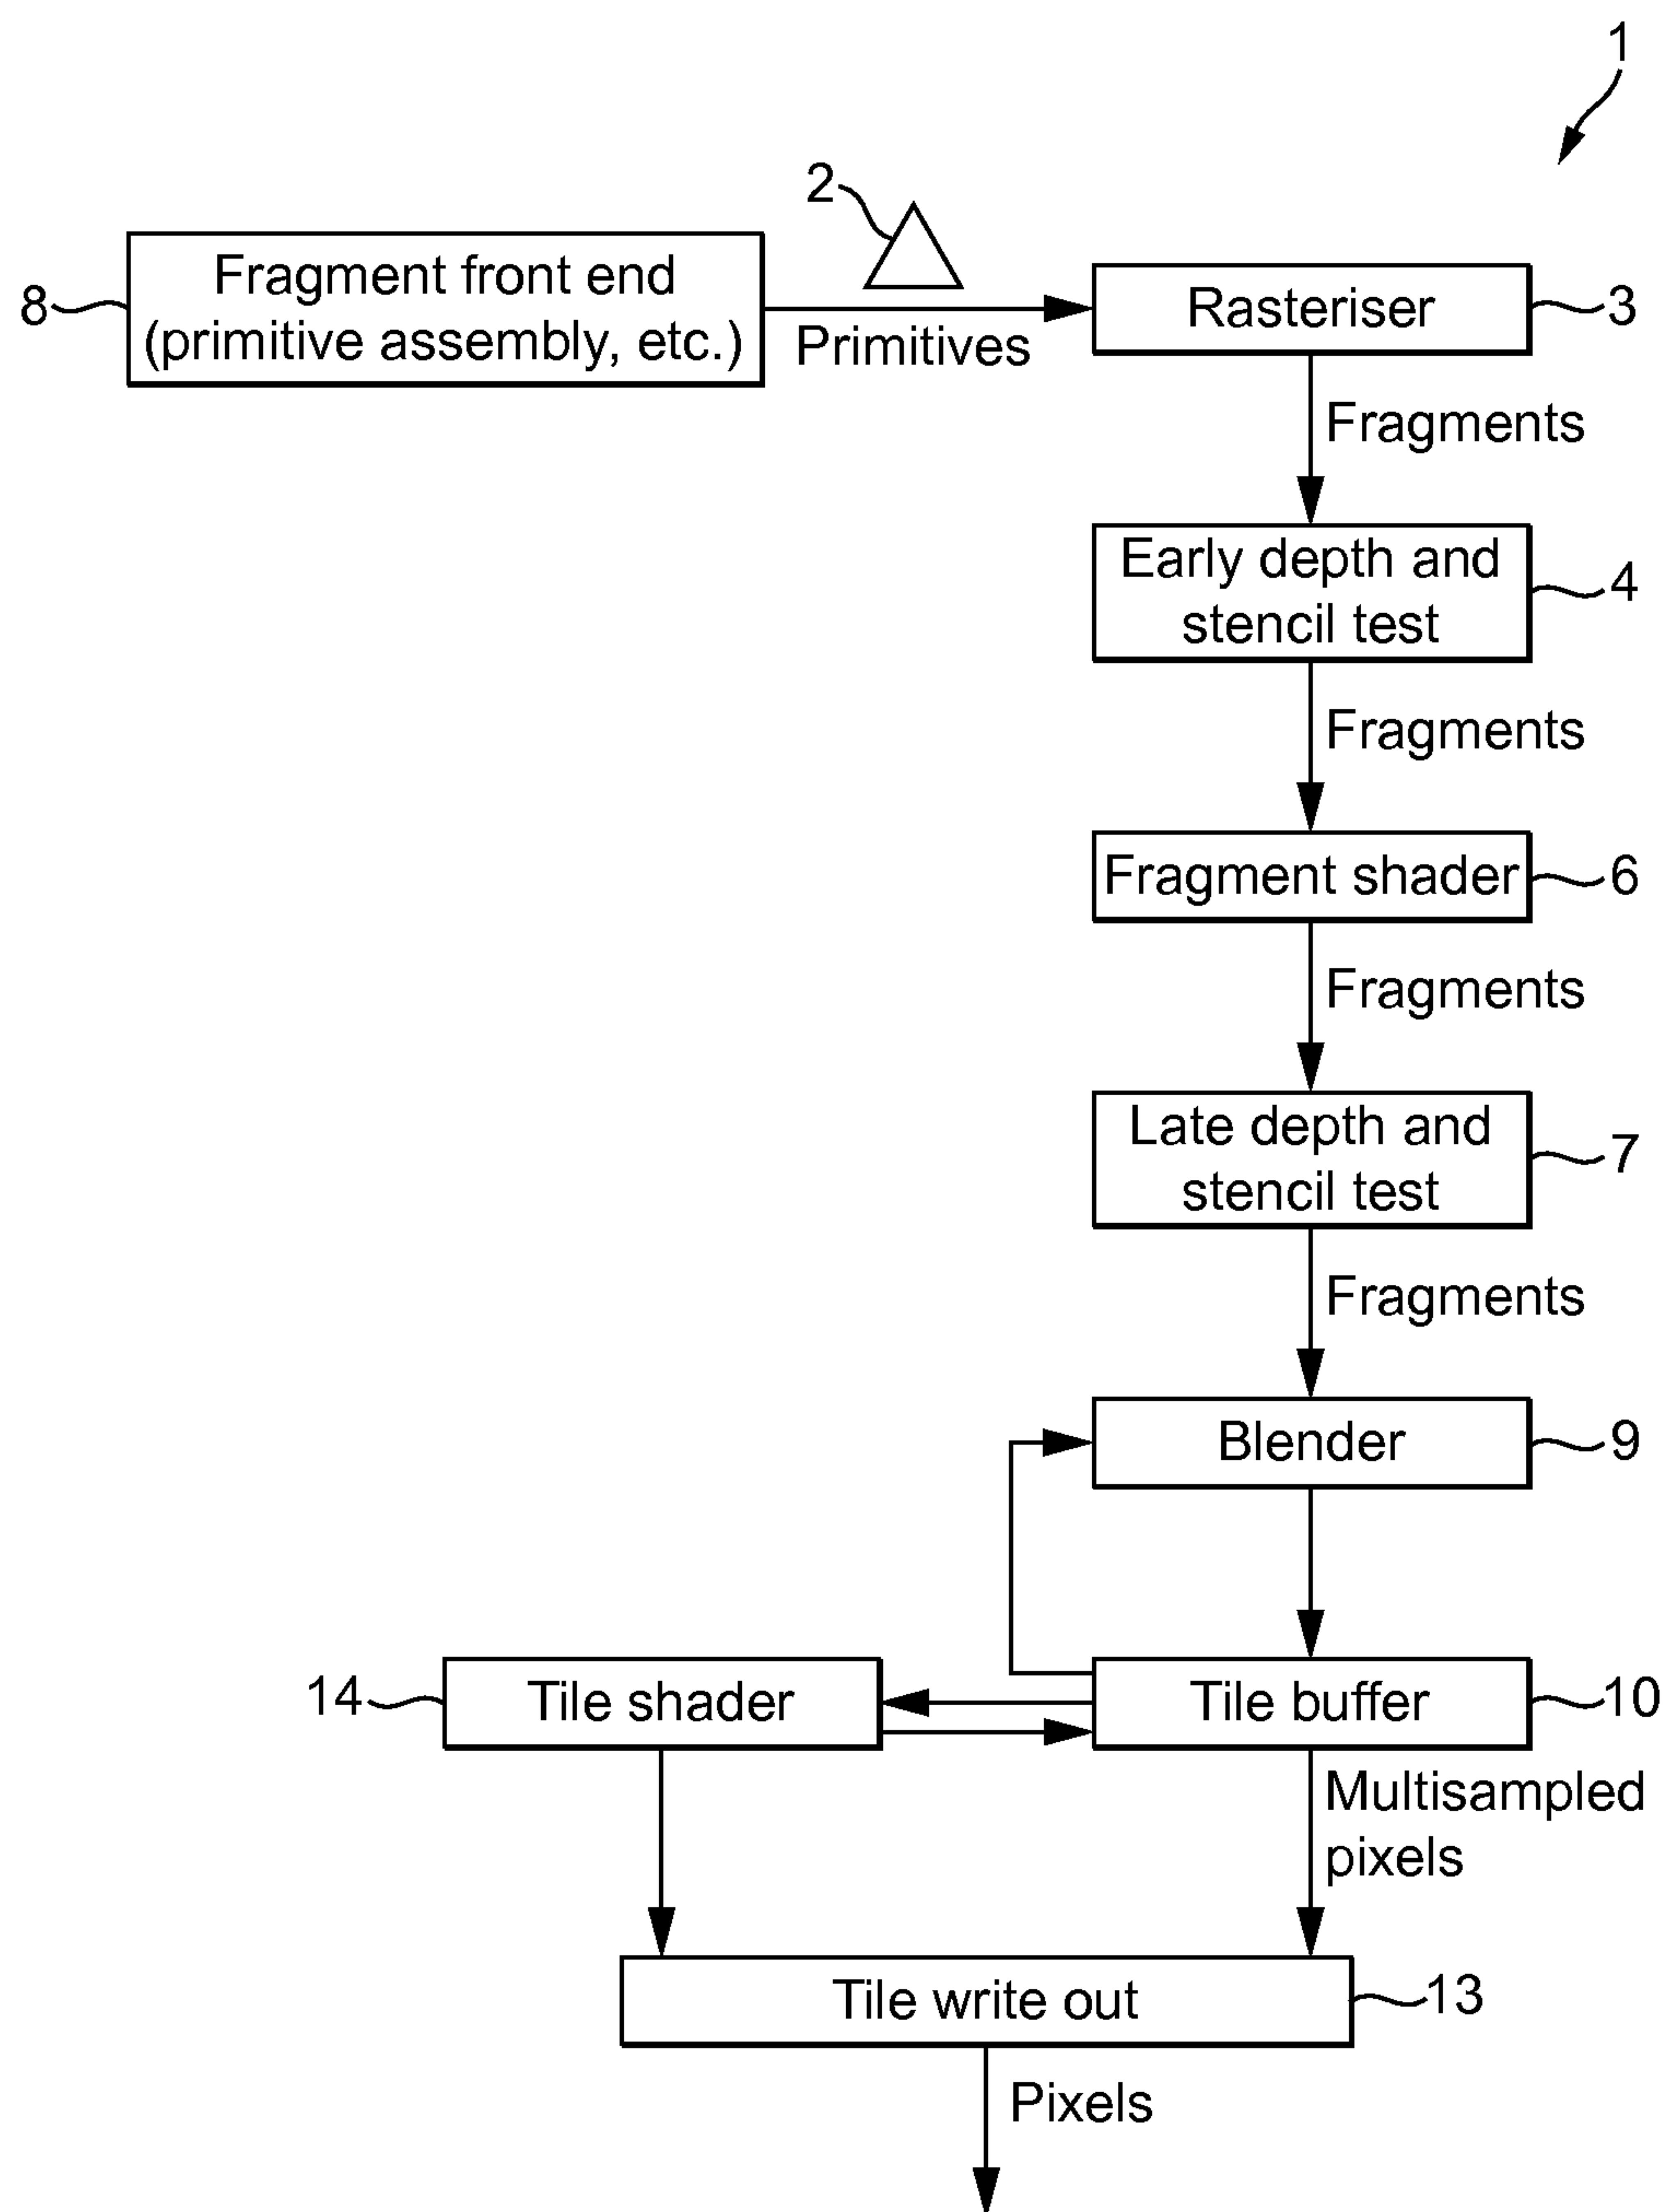 1
2
8
Fragment front end
(primitive assembly, etc.)
Primitives
Rasteriser
3
Fragments
Early depth and
stencil test
4
Fragments
Fragment shader
6
Fragments
Late depth and
stencil test
7
Fragments
Blender
9
14
Tile shader
Tile buffer
10
Multisampled
pixels
Tile write out
13
Pixels